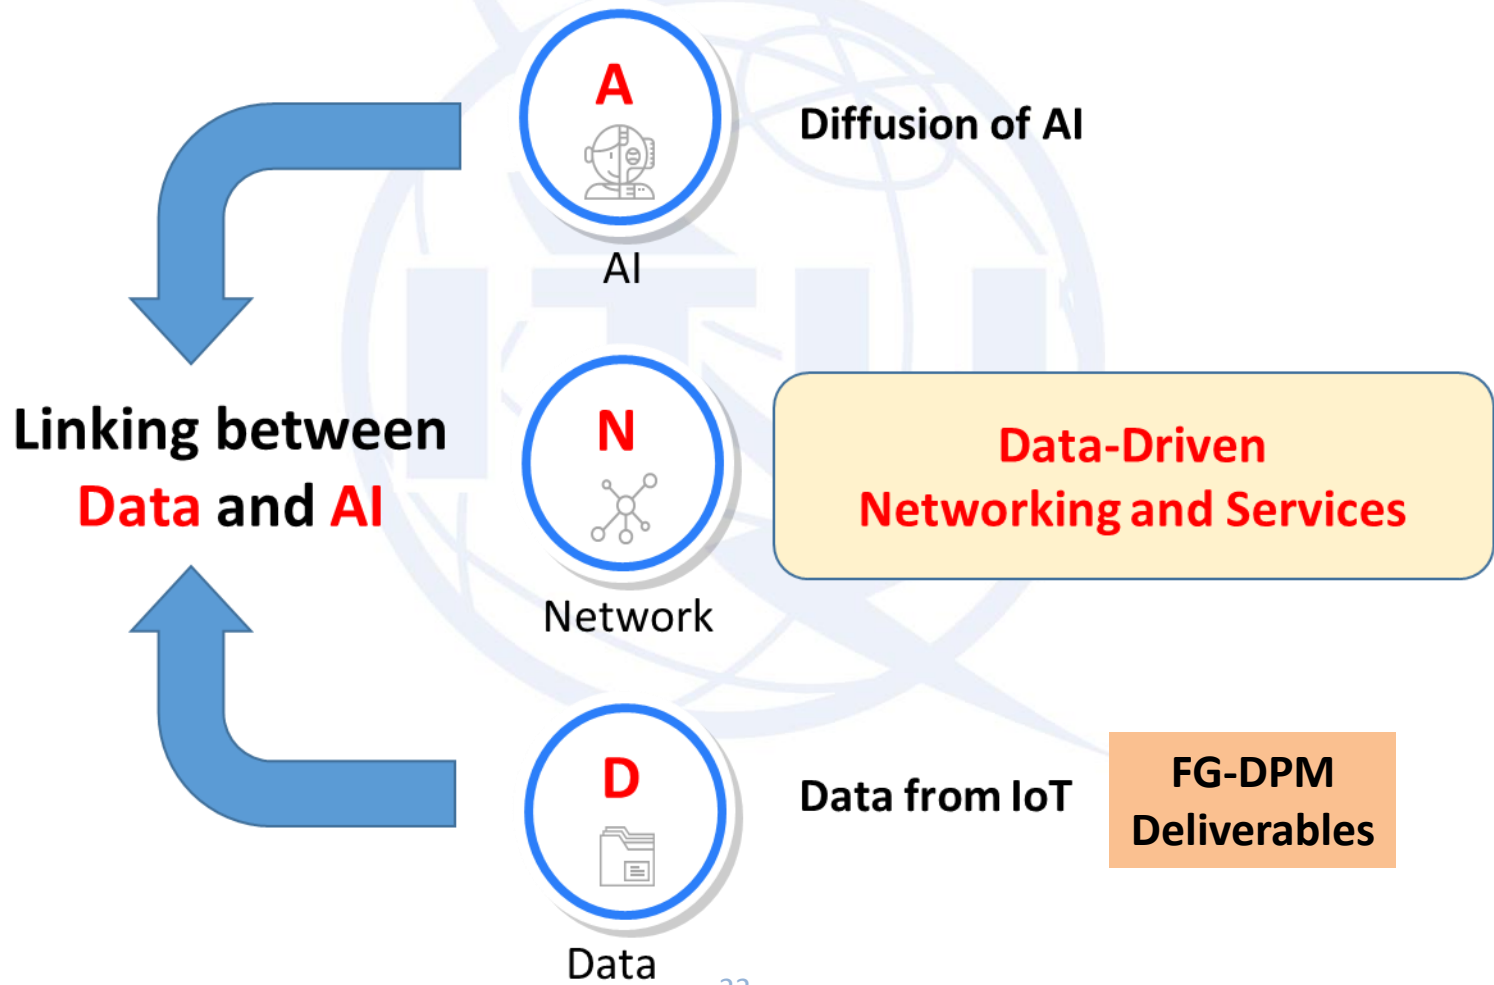 A
Diffusion of AI
AI
ITU
Linking between
Data and AI
N
Data-Driven
Networking and Services
Network
D
Data from IoT
FG-DPM
Deliverables
Data